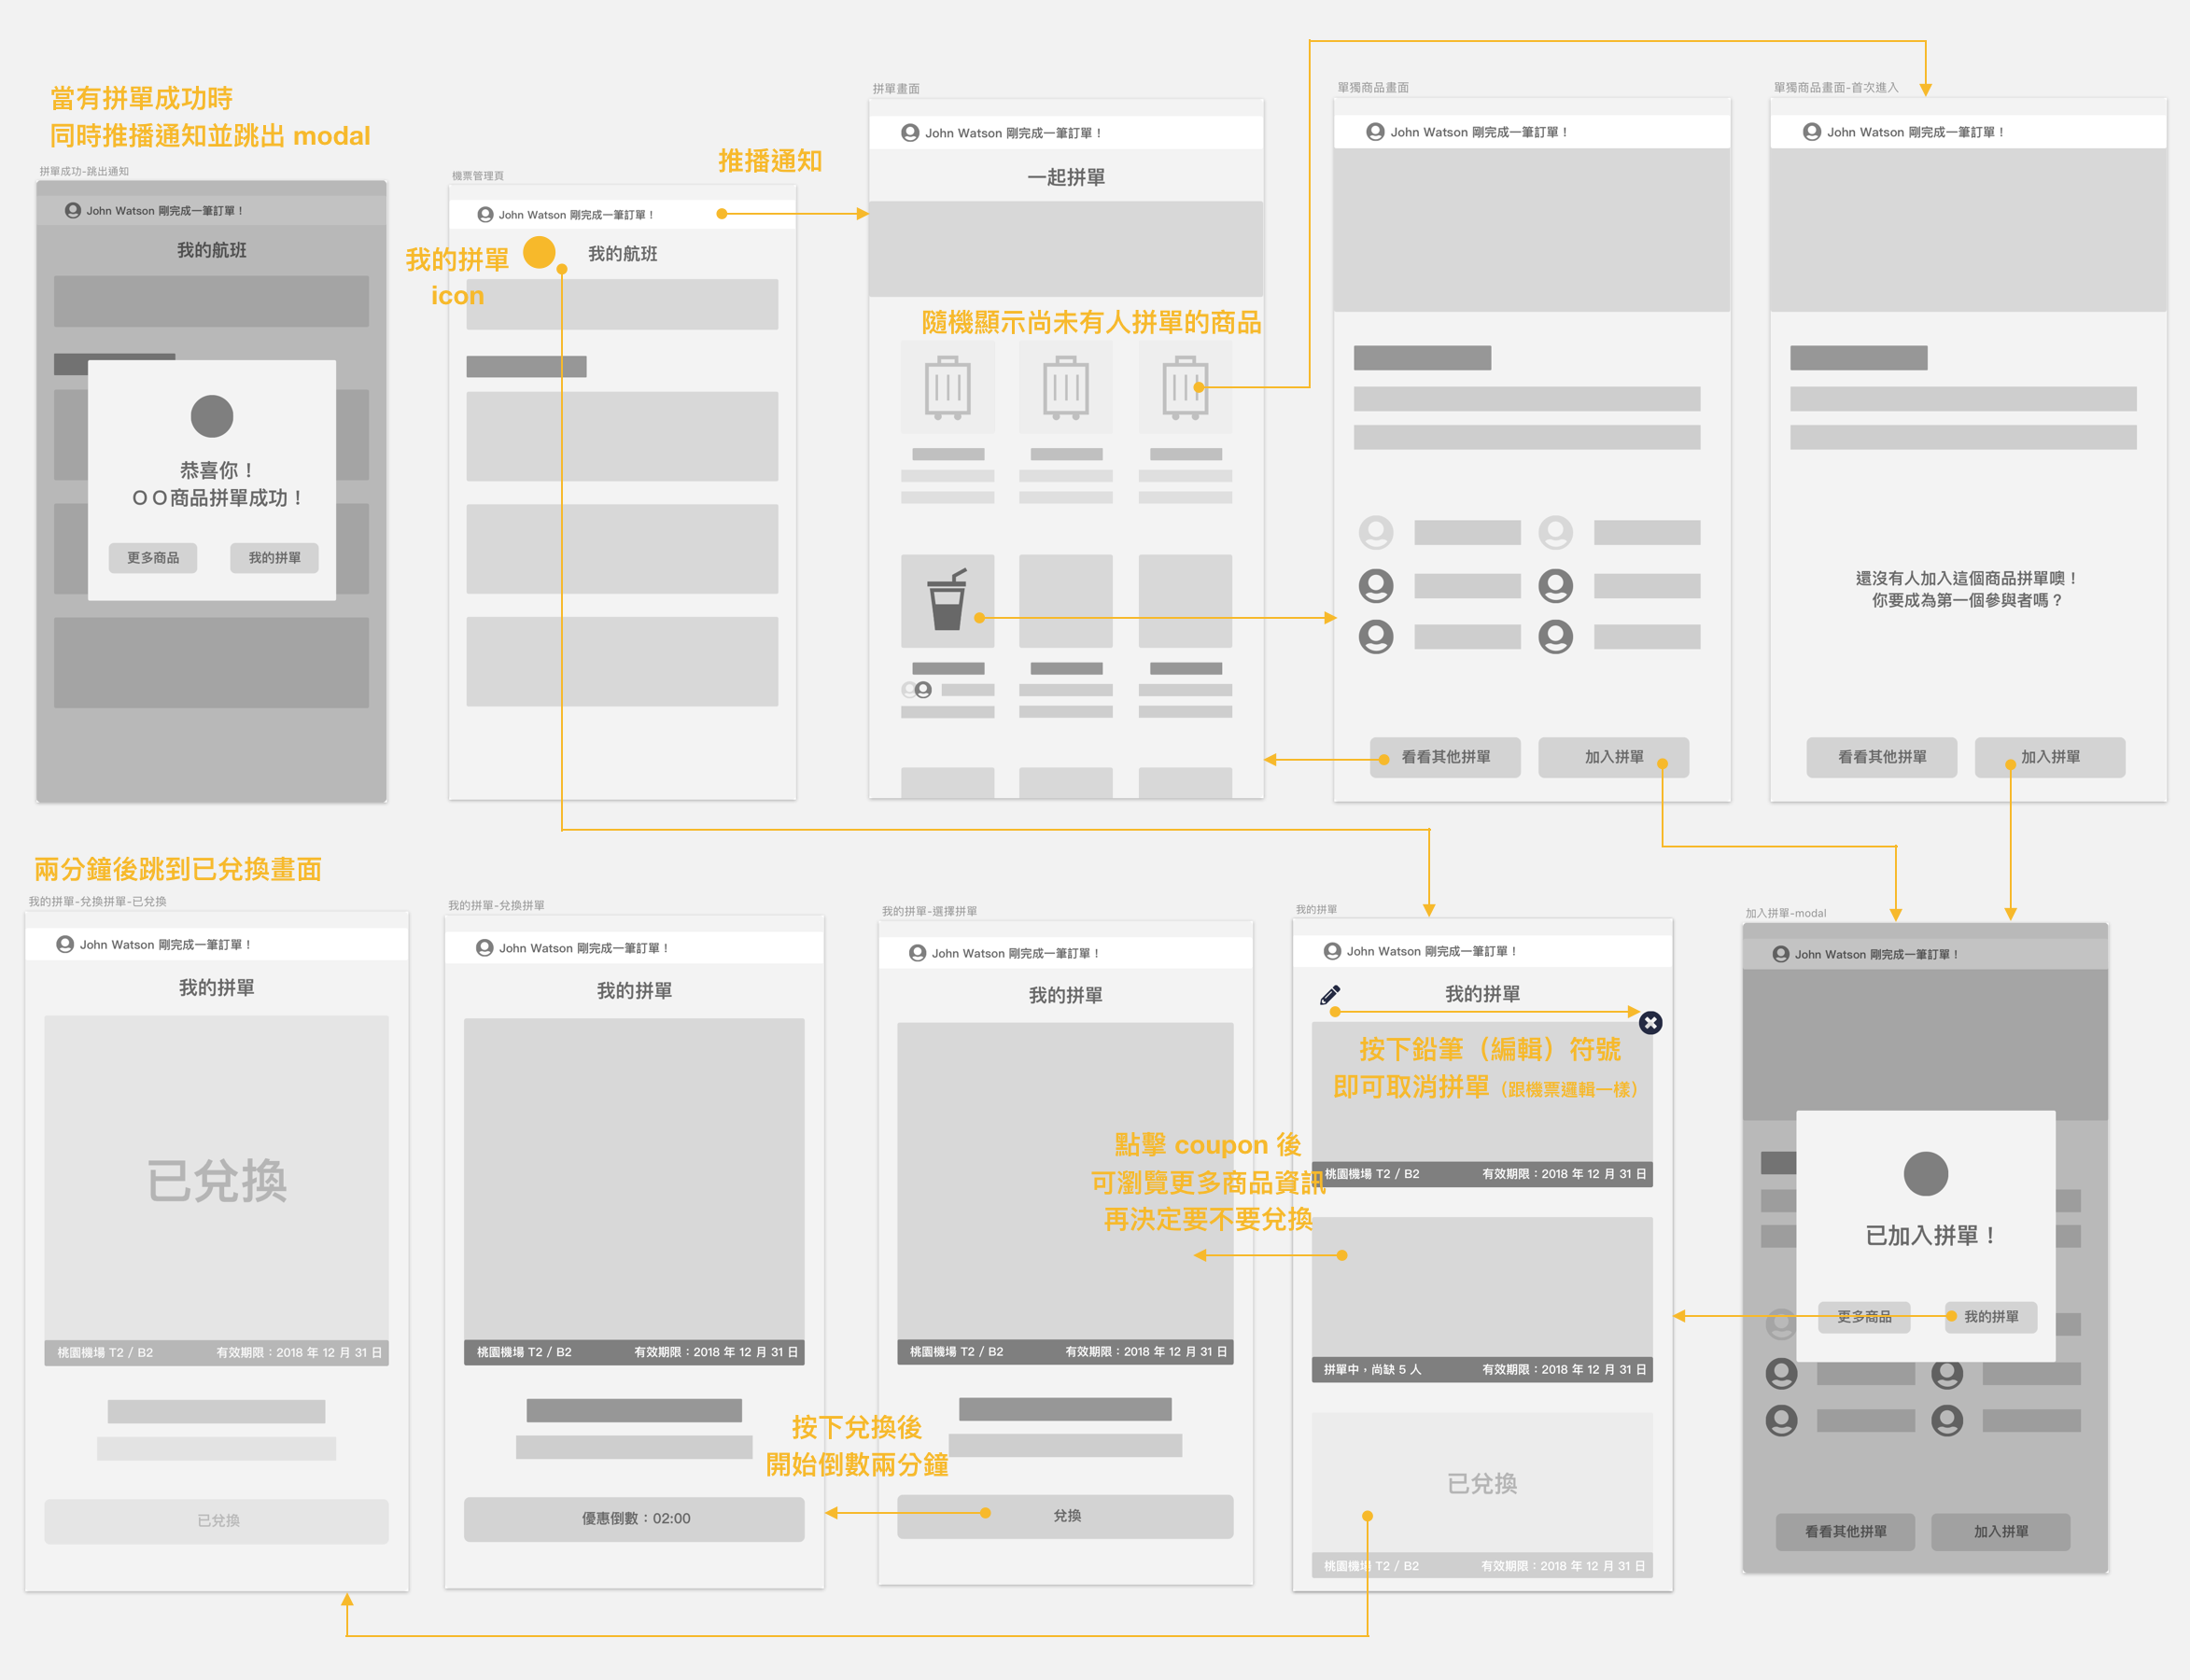 當有拼單成功時
同時推播通知並跳出 modal
拼單成功-跳出通知
John Watson 剛完成一筆訂單！
我的航班
恭喜你！
ＯＯ商品拼單成功！
更多商品
我的拼單
機票管理頁
John Watson 剛完成一筆訂單！
我的航班
我的拼單
icon
推播通知
拼單畫面
John Watson 剛完成一筆訂單！
一起拼單
隨機顯示尚未有人拼單的商品
單獨商品畫面
John Watson 剛完成一筆訂單！
看看其他拼單
加入拼單
單獨商品畫面-首次進入
John Watson 剛完成一筆訂單！
還沒有人加入這個商品拼單噢！
你要成為第一個參與者嗎？
看看其他拼單
加入拼單
兩分鐘後跳到已兌換畫面
我的拼單-兌換拼單-已兌換
John Watson 剛完成一筆訂單！
我的拼單
已兌換
桃園機場 T2 / B2
有效期限：2018 年 12 月 31 日
已兌換
我的拼單-兌換拼單
John Watson 剛完成一筆訂單！
我的拼單
桃園機場 T2 / B2
有效期限：2018 年 12 月 31 日
優惠倒數：02:00
按下兌換後
開始倒數兩分鐘
我的拼單-選擇拼單
John Watson 剛完成一筆訂單！
我的拼單
桃園機場 T2 / B2
有效期限：2018 年 12 月 31 日
兌換
點擊 coupon 後
可瀏覽更多商品資訊
再決定要不要兌換
我的拼單
John Watson 剛完成一筆訂單！
我的拼單
按下鉛筆（編輯）符號
即可取消拼單（跟機票邏輯一樣）
桃園機場 T2 / B2
有效期限：2018 年 12 月 31 日
拼單中，尚缺 5 人
有效期限：2018 年 12 月 31 日
已兌換
桃園機場 T2 / B2
有效期限：2018 年 12 月 31 日
加入拼單-modal
John Watson 剛完成一筆訂單！
已加入拼單！
更多商品
我的拼單
看看其他拼單
加入拼單